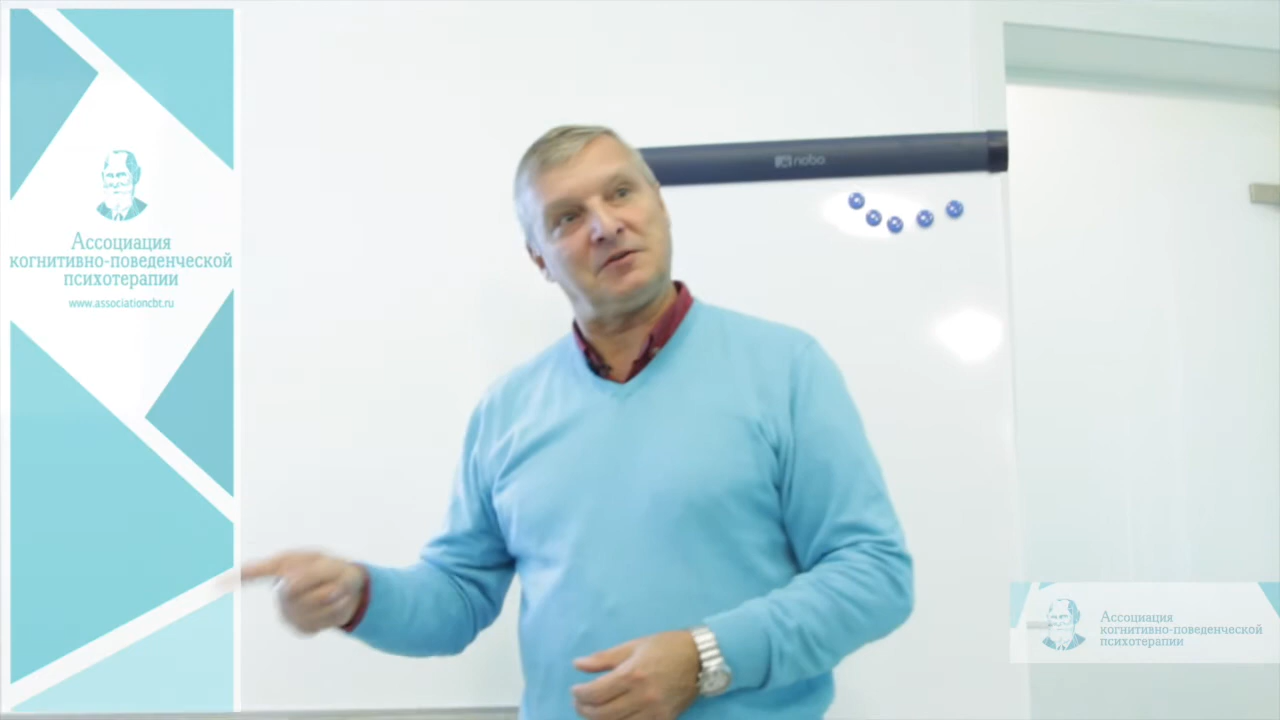 Ассоциация
когнитивно-поведенческой
психотерапии
www.associationcbt.ru
nobo
Ассоциация
когнитивно-поведенческой
психотерапии